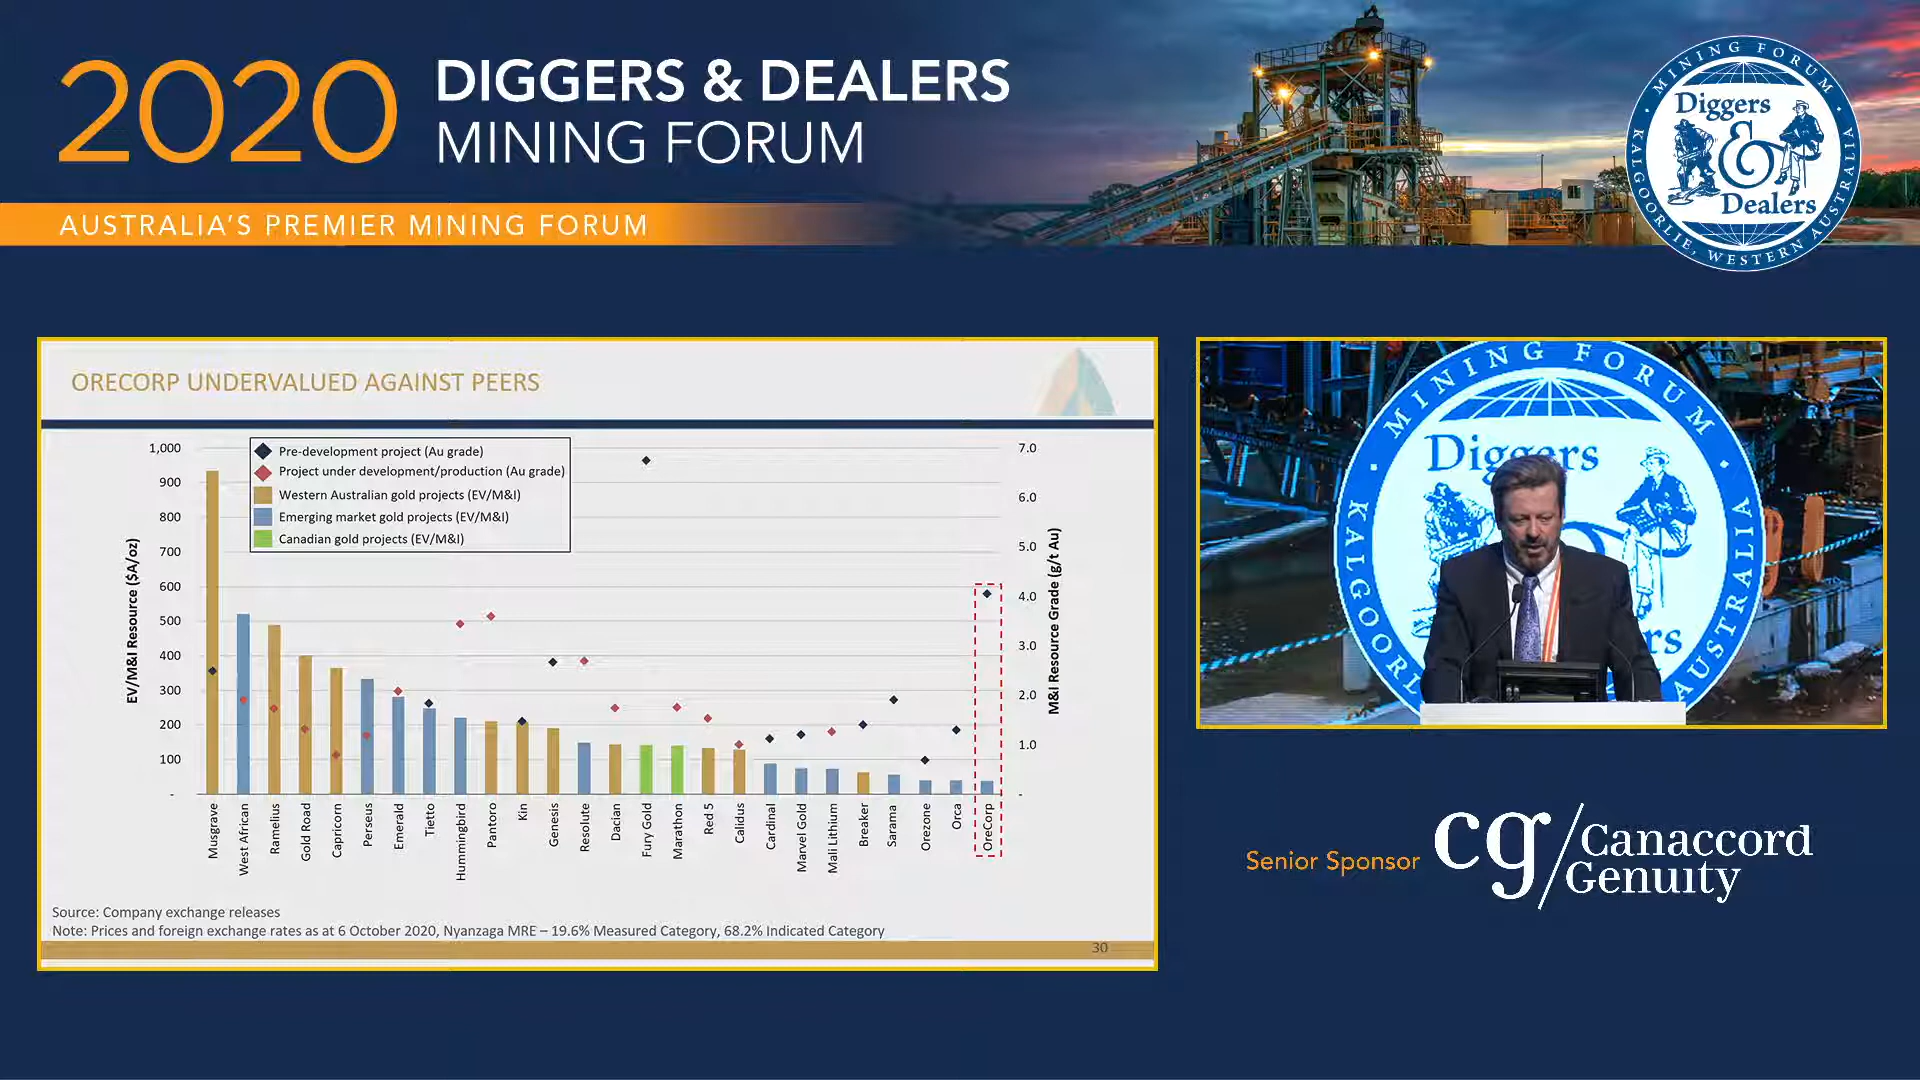 2020
DIGGERS & DEALERS
MINING FORUM
AUSTRALIA'S PREMIER MINING FORUM
MINING FORUM
Diggers
&
Dealers
KALGOORLIE, WESTERN AUSTRALIA
ORECORP UNDERVALUED AGAINST PEERS
Pre-development project (Au grade)
Project under development/production (Au grade)
Western Australian gold projects (EV/M&I)
Emerging market gold projects (EV/M&I)
Canadian gold projects (EV/M&I)
EV/M&I Resource ($A/oz)
1,000
900
800
700
600
500
400
300
200
100
-
7.0
6.0
5.0
4.0
3.0
2.0
1.0
-
M&I Resource Grade (g/t Au)
Musgrave
West African
Ramelius
Gold Road
Capricorn
Perseus
Emerald
Tietto
Hummingbird
Pantoro
Kin
Genesis
Resolute
Dacian
Fury Gold
Marathon
Red 5
Calidus
Cardinal
Marvel Gold
Mali Lithium
Breaker
Sarama
Orezone
Orca
OreCorp
Source: Company exchange releases
Note: Prices and foreign exchange rates as at 6 October 2020, Nyanzaga MRE – 19.6% Measured Category, 68.2% Indicated Category
30
MINING FORUM
Diggers
rs
KALGOORL
AUSTRALIA
Senior Sponsor
cg/Canaccord
Genuity